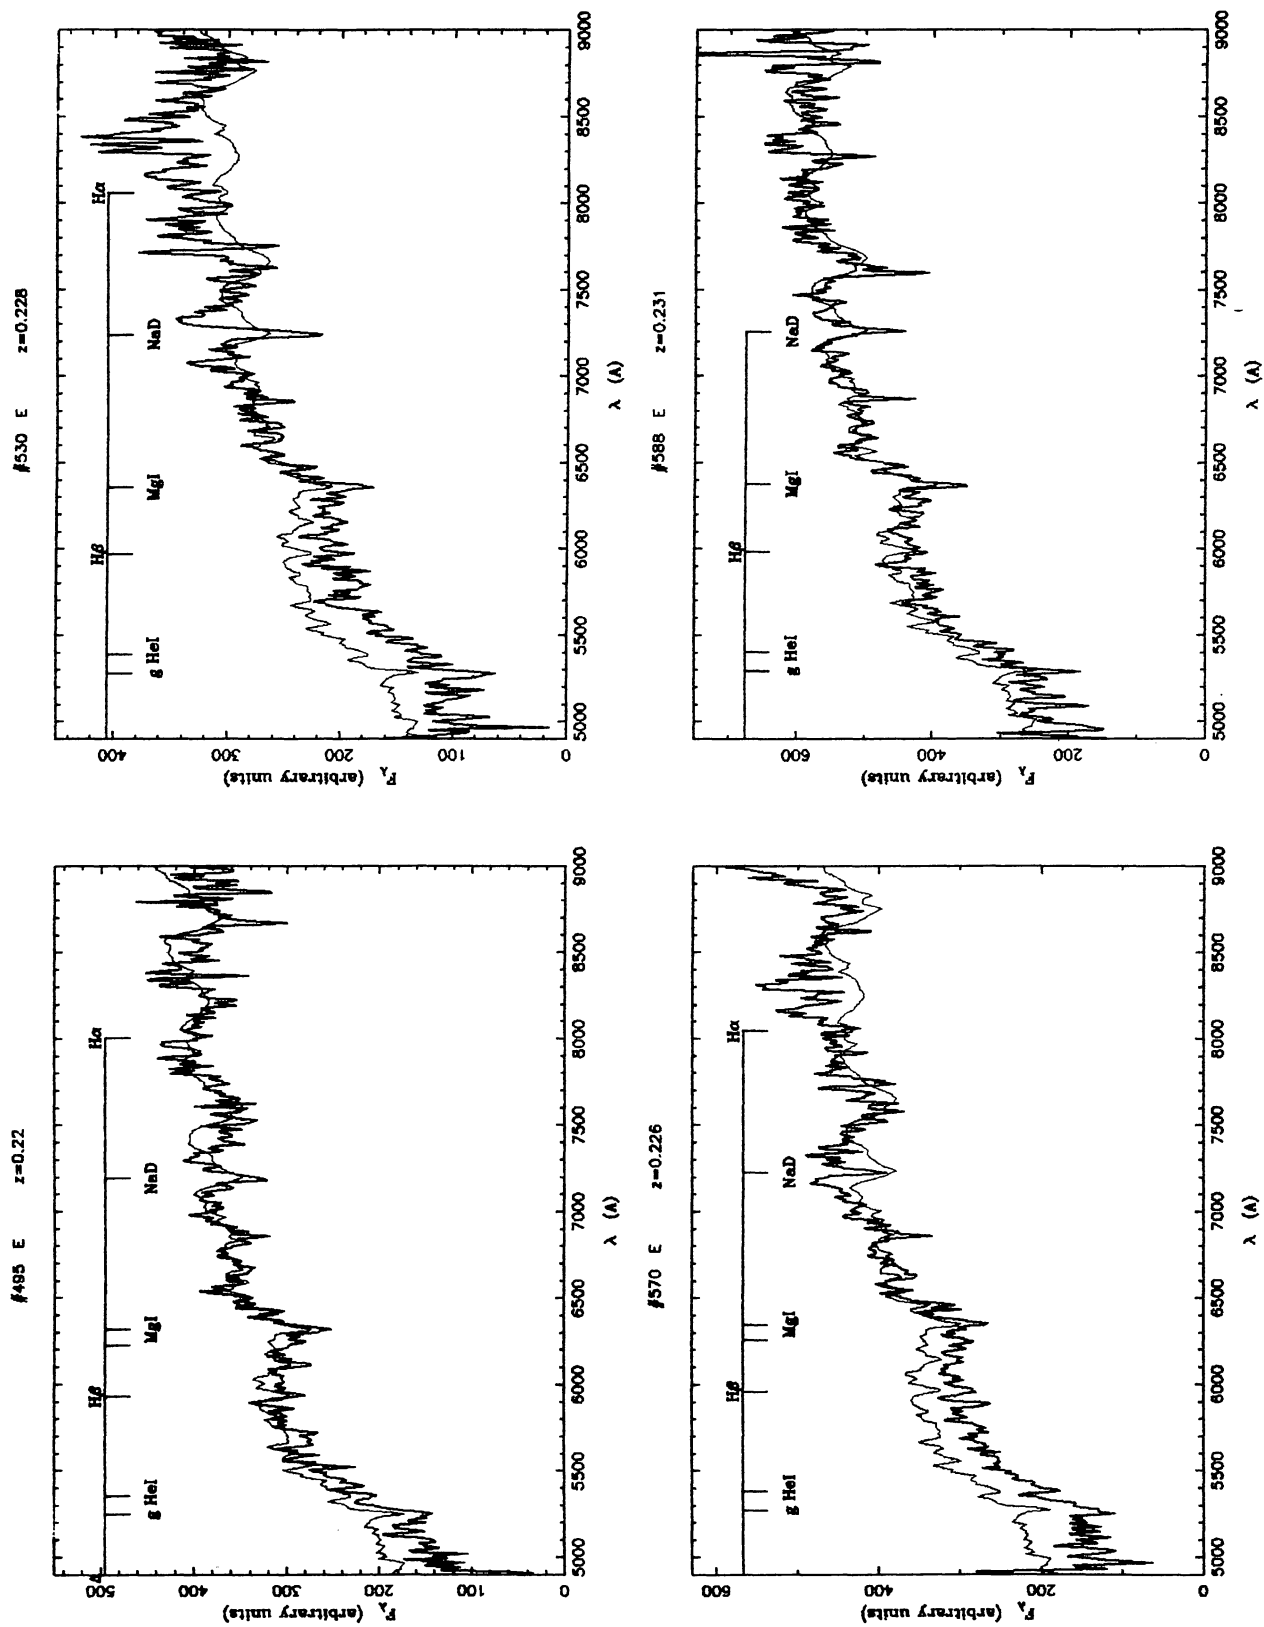 #495 E z=0.22
Hα
NaD
MgI
Hβ
g HeI
500
400
300
200
100
0
F_λ (arbitrary units)
5000 5500 6000 6500 7000 7500 8000 8500 9000
λ (A)
#530 E z=0.228
Hα
NaD
MgI
Hβ
g HeI
400
300
200
100
0
F_λ (arbitrary units)
5000 5500 6000 6500 7000 7500 8000 8500 9000
λ (A)
#570 E z=0.226
Hα
NaD
MgI
Hβ
g HeI
600
400
200
0
F_λ (arbitrary units)
5000 5500 6000 6500 7000 7500 8000 8500 9000
λ (A)
#588 E z=0.231
NaD
MgI
Hβ
g HeI
600
400
200
0
F_λ (arbitrary units)
5000 5500 6000 6500 7000 7500 8000 8500 9000
λ (A)